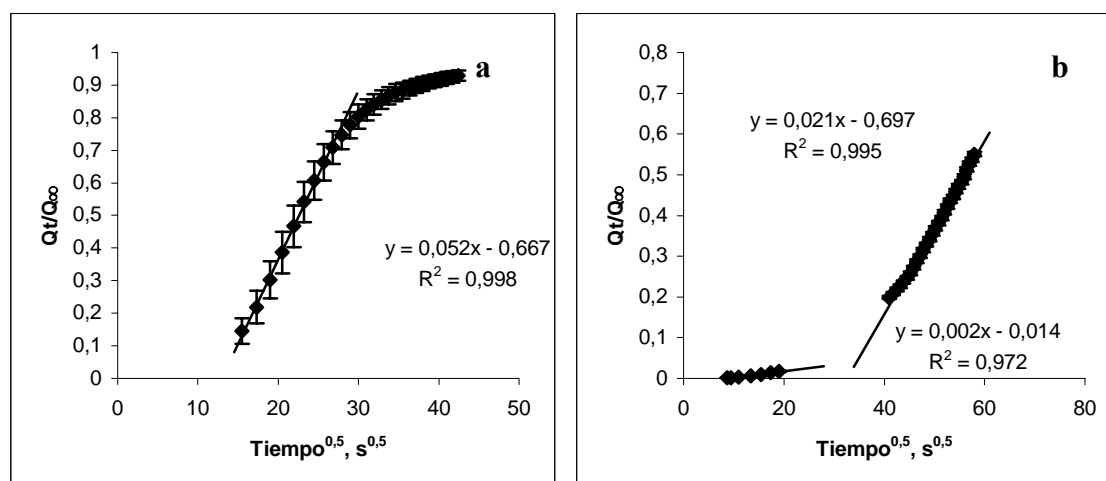 a
1
0,9
0,8
0,7
0,6
0,5
0,4
0,3
0,2
0,1
0
Qt/Q∞
y = 0,052x - 0,667
R² = 0,998
0 10 20 30 40 50
Tiempo^0,5, s^0,5
b
0,8
0,7
0,6
0,5
0,4
0,3
0,2
0,1
0
Qt/Q∞
y = 0,021x - 0,697
R² = 0,995
y = 0,002x - 0,014
R² = 0,972
0 20 40 60 80
Tiempo^0,5, s^0,5